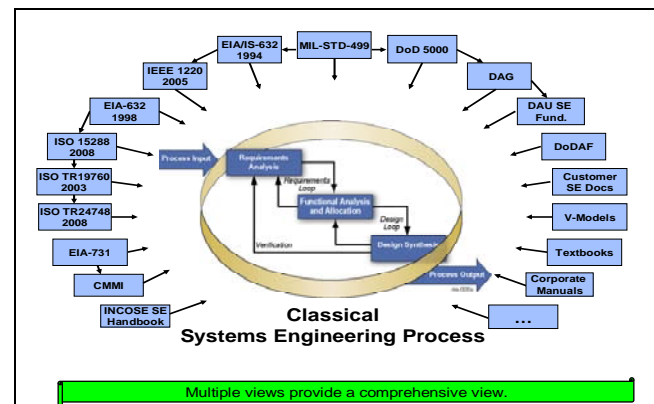 EIA/IS-632
1994
MIL-STD-499
DoD 5000
IEEE 1220
2005
DAG
EIA-632
1998
DAU SE
Fund.
ISO 15288
2008
DoDAF
ISO TR19760
2003
Customer
SE Docs
ISO TR24748
2008
V-Models
EIA-731
Textbooks
CMMI
Corporate
Manuals
INCOSE SE
Handbook
...
Process Input
Requirements
Analysis
Requirements
Loop
Functional Analysis
and Allocation
Design
Loop
Verification
Design Synthesis
Process Output
Classical
Systems Engineering Process
Multiple views provide a comprehensive view.